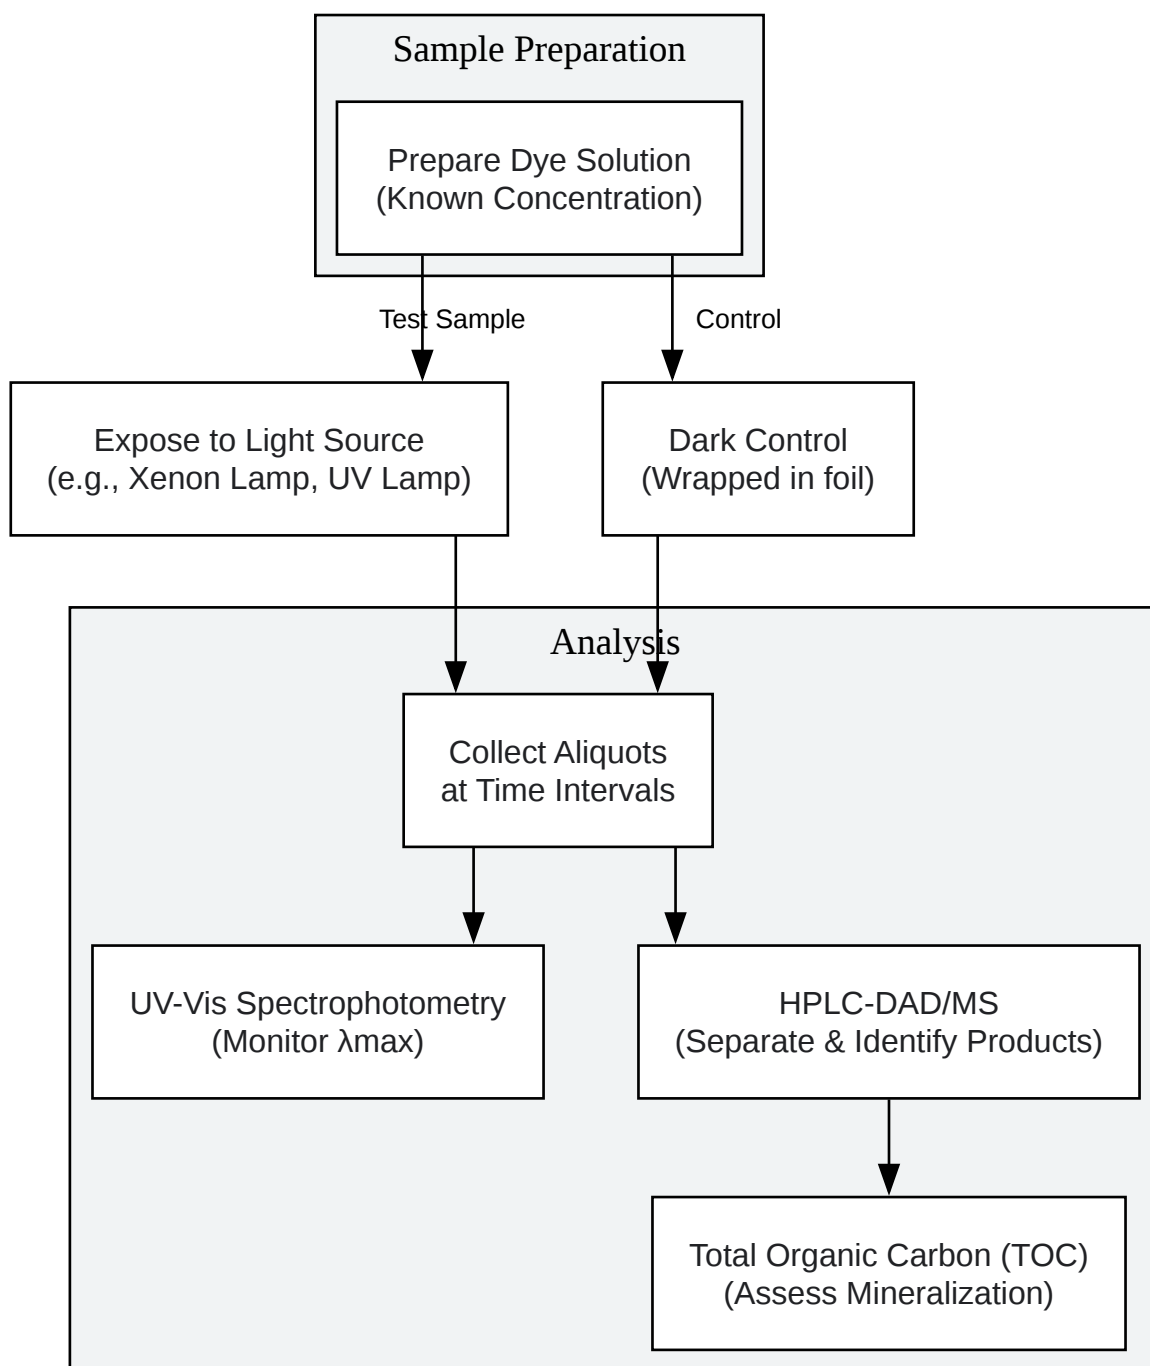 Sample Preparation
Prepare Dye Solution
(Known Concentration)
Test Sample
Control
Expose to Light Source
(e.g., Xenon Lamp, UV Lamp)
Dark Control
(Wrapped in foil)
Analysis
Collect Aliquots
at Time Intervals
UV-Vis Spectrophotometry
(Monitor λmax)
HPLC-DAD/MS
(Separate & Identify Products)
Total Organic Carbon (TOC)
(Assess Mineralization)